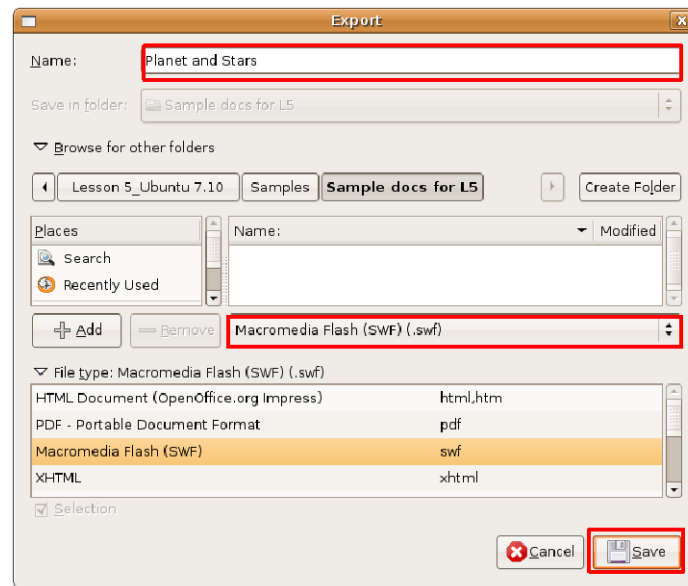 Export
Name: Planet and Stars
Save in folder: Sample docs for L5
Browse for other folders
Lesson 5_Ubuntu 7.10 Samples Sample docs for L5 Create Folder
Places Name: Modified
Search
Recently Used
Add Remove Macromedia Flash (SWF) (.swf)
File type: Macromedia Flash (SWF) (.swf)
HTML Document (OpenOffice.org Impress) html,htm
PDF - Portable Document Format pdf
Macromedia Flash (SWF) swf
XHTML xhtml
Selection
Cancel Save